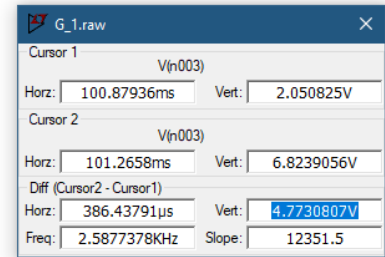 G_1.raw
Cursor 1
V(n003)
Horz: 100.87936ms Vert: 2.050825V
Cursor 2
V(n003)
Horz: 101.2658ms Vert: 6.8239056V
Diff (Cursor2 - Cursor1)
Horz: 386.43791µs Vert: 4.7730807V
Freq: 2.5877378KHz Slope: 12351.5